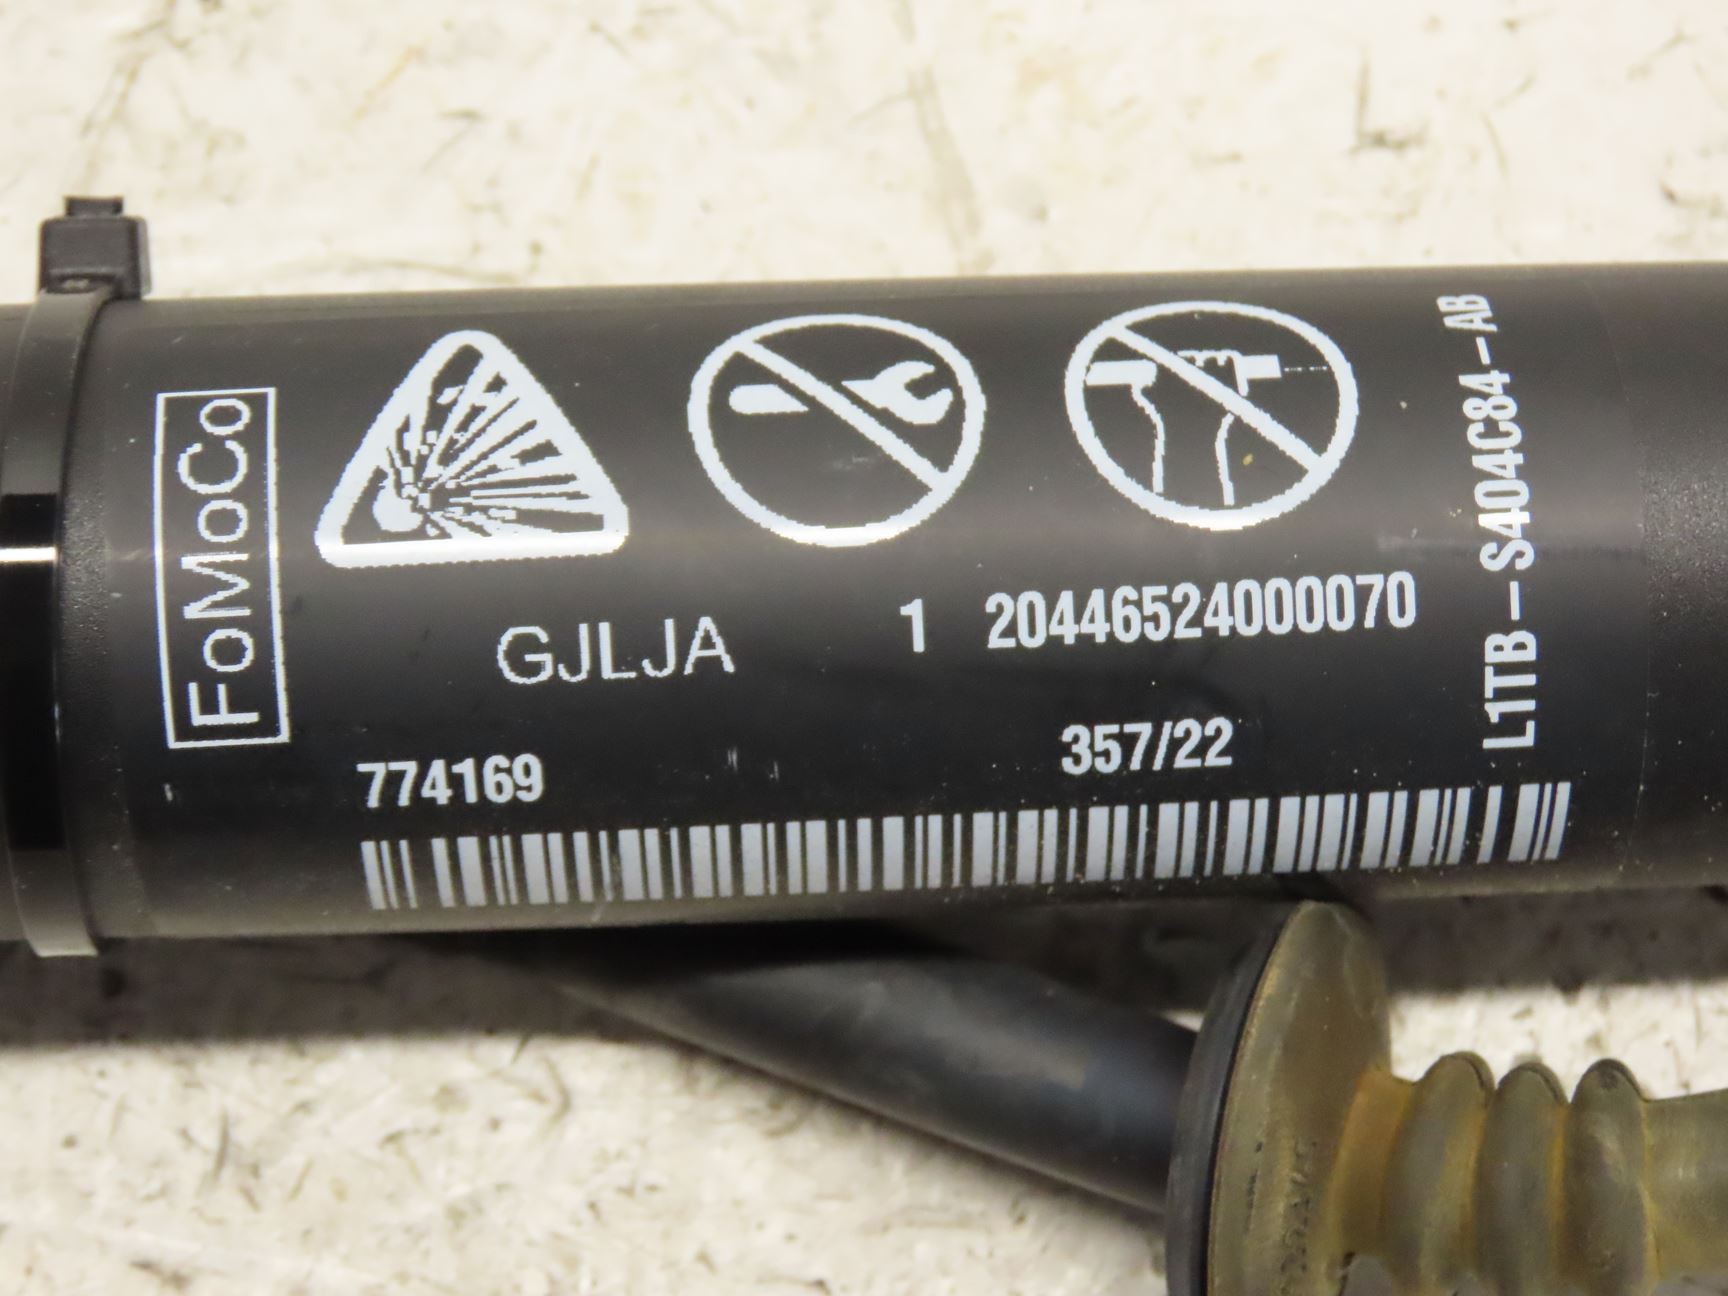 FoMoCo
GJLJA
1 20446524000070
774169
357/22
L1TB-S404C84-AB